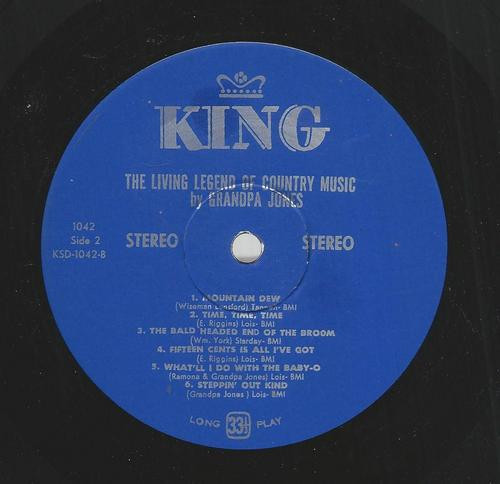 KING
THE LIVING LEGEND OF COUNTRY MUSIC
by GRANDPA JONES
1042
Side 2
KSD-1042-B
STEREO
STEREO
1. MOUNTAIN DEW
(Wiseman Lunsford) Tannen- BMI
2. TIME, TIME, TIME
(E. Riggins) Lois- BMI
3. THE BALD HEADED END OF THE BROOM
(Wm. York) Starday- BMI
4. FIFTEEN CENTS IS ALL I'VE GOT
(E. Riggins) Lois- BMI
5. WHAT'LL I DO WITH THE BABY-O
(Ramona & Grandpa Jones) Lois- BMI
6. STEPPIN' OUT KIND
(Grandpa Jones ) Lois- BMI
LONG 33⅓ PLAY